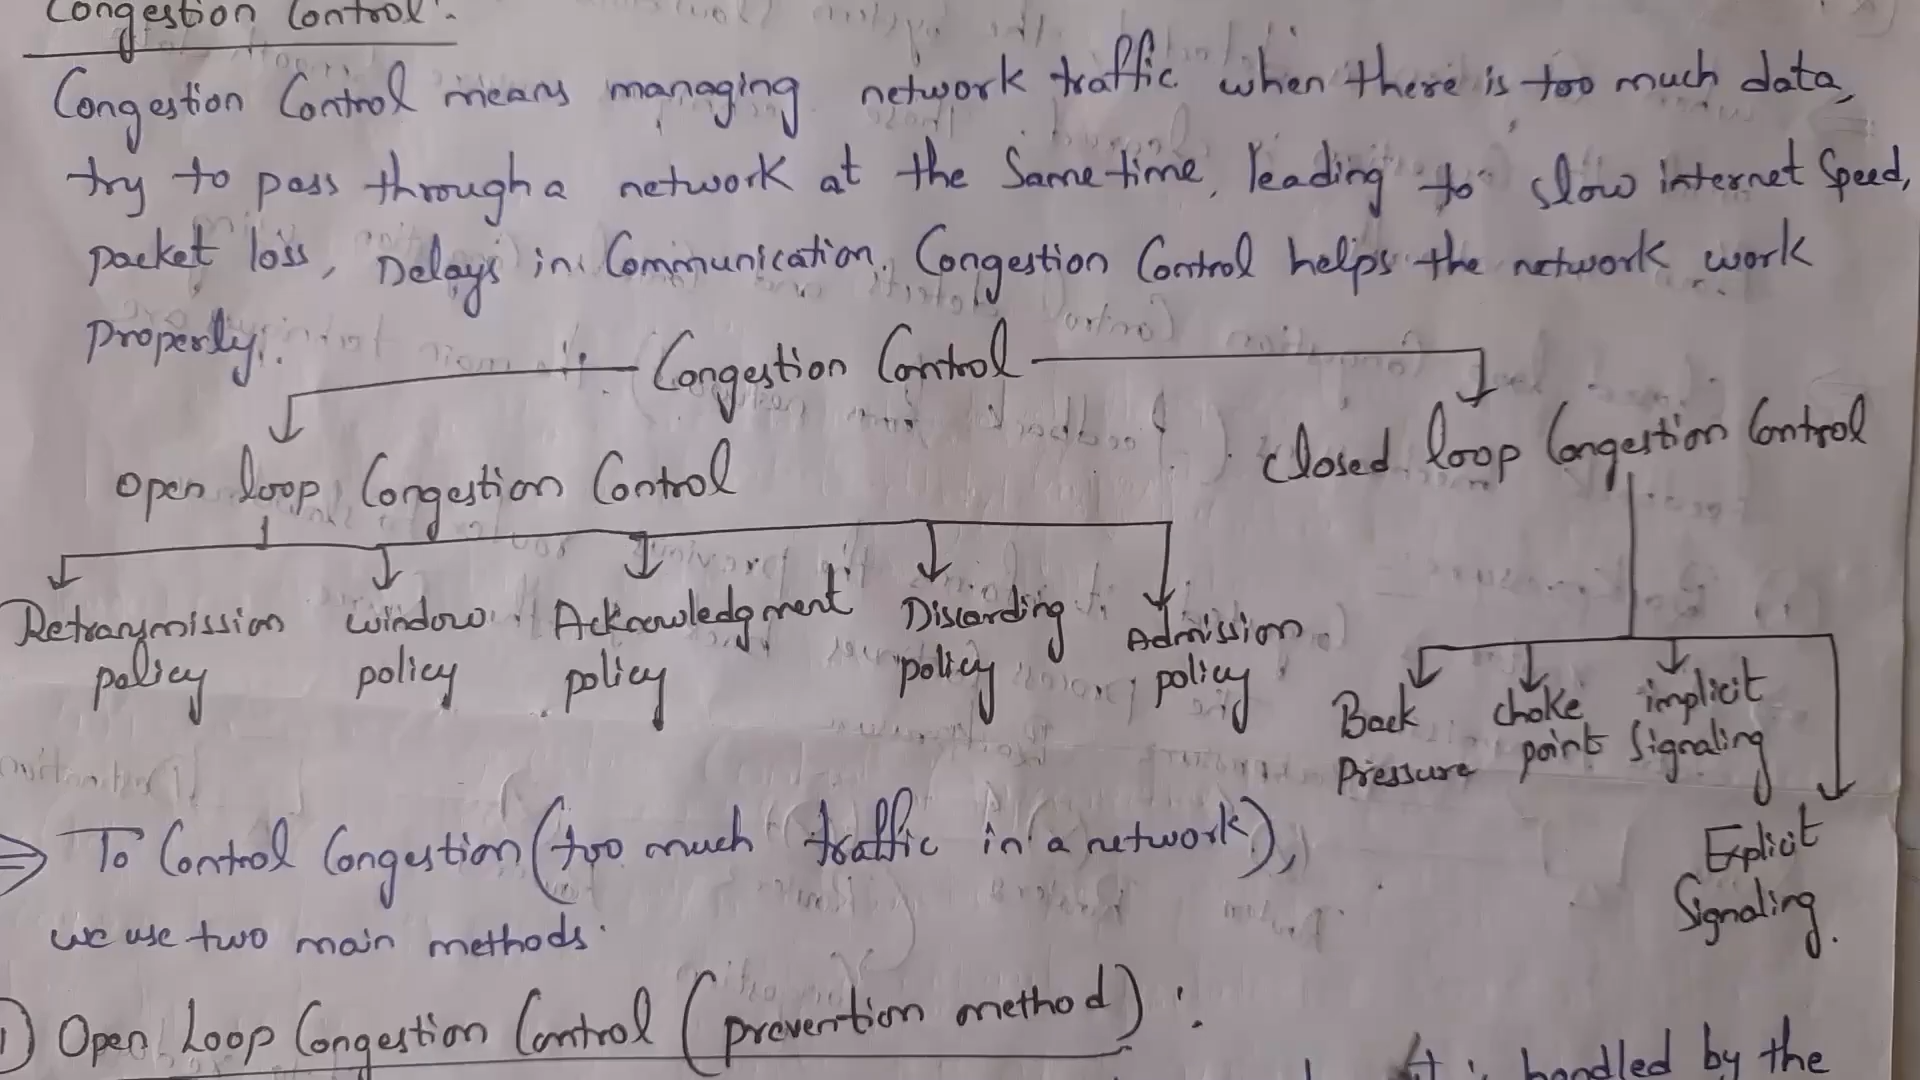 Congestion Control:
Congestion Control means managing network traffic when there is too much data,
try to pass through a network at the Same time, leading to slow internet Speed,
packet loss, Delays in Communication. Congestion Control helps the network work
properly.
Congestion Control
Open loop Congestion Control
closed loop Congestion Control
Retransmission policy
window policy
Acknowledgment policy
Discarding policy
Admission policy
Back Pressure
choke point
implicit Signaling
Explicit Signaling.
⇒ To Control Congestion (too much traffic in a network),
we use two main methods.
1) Open Loop Congestion Control (prevention method) :
It is handled by the